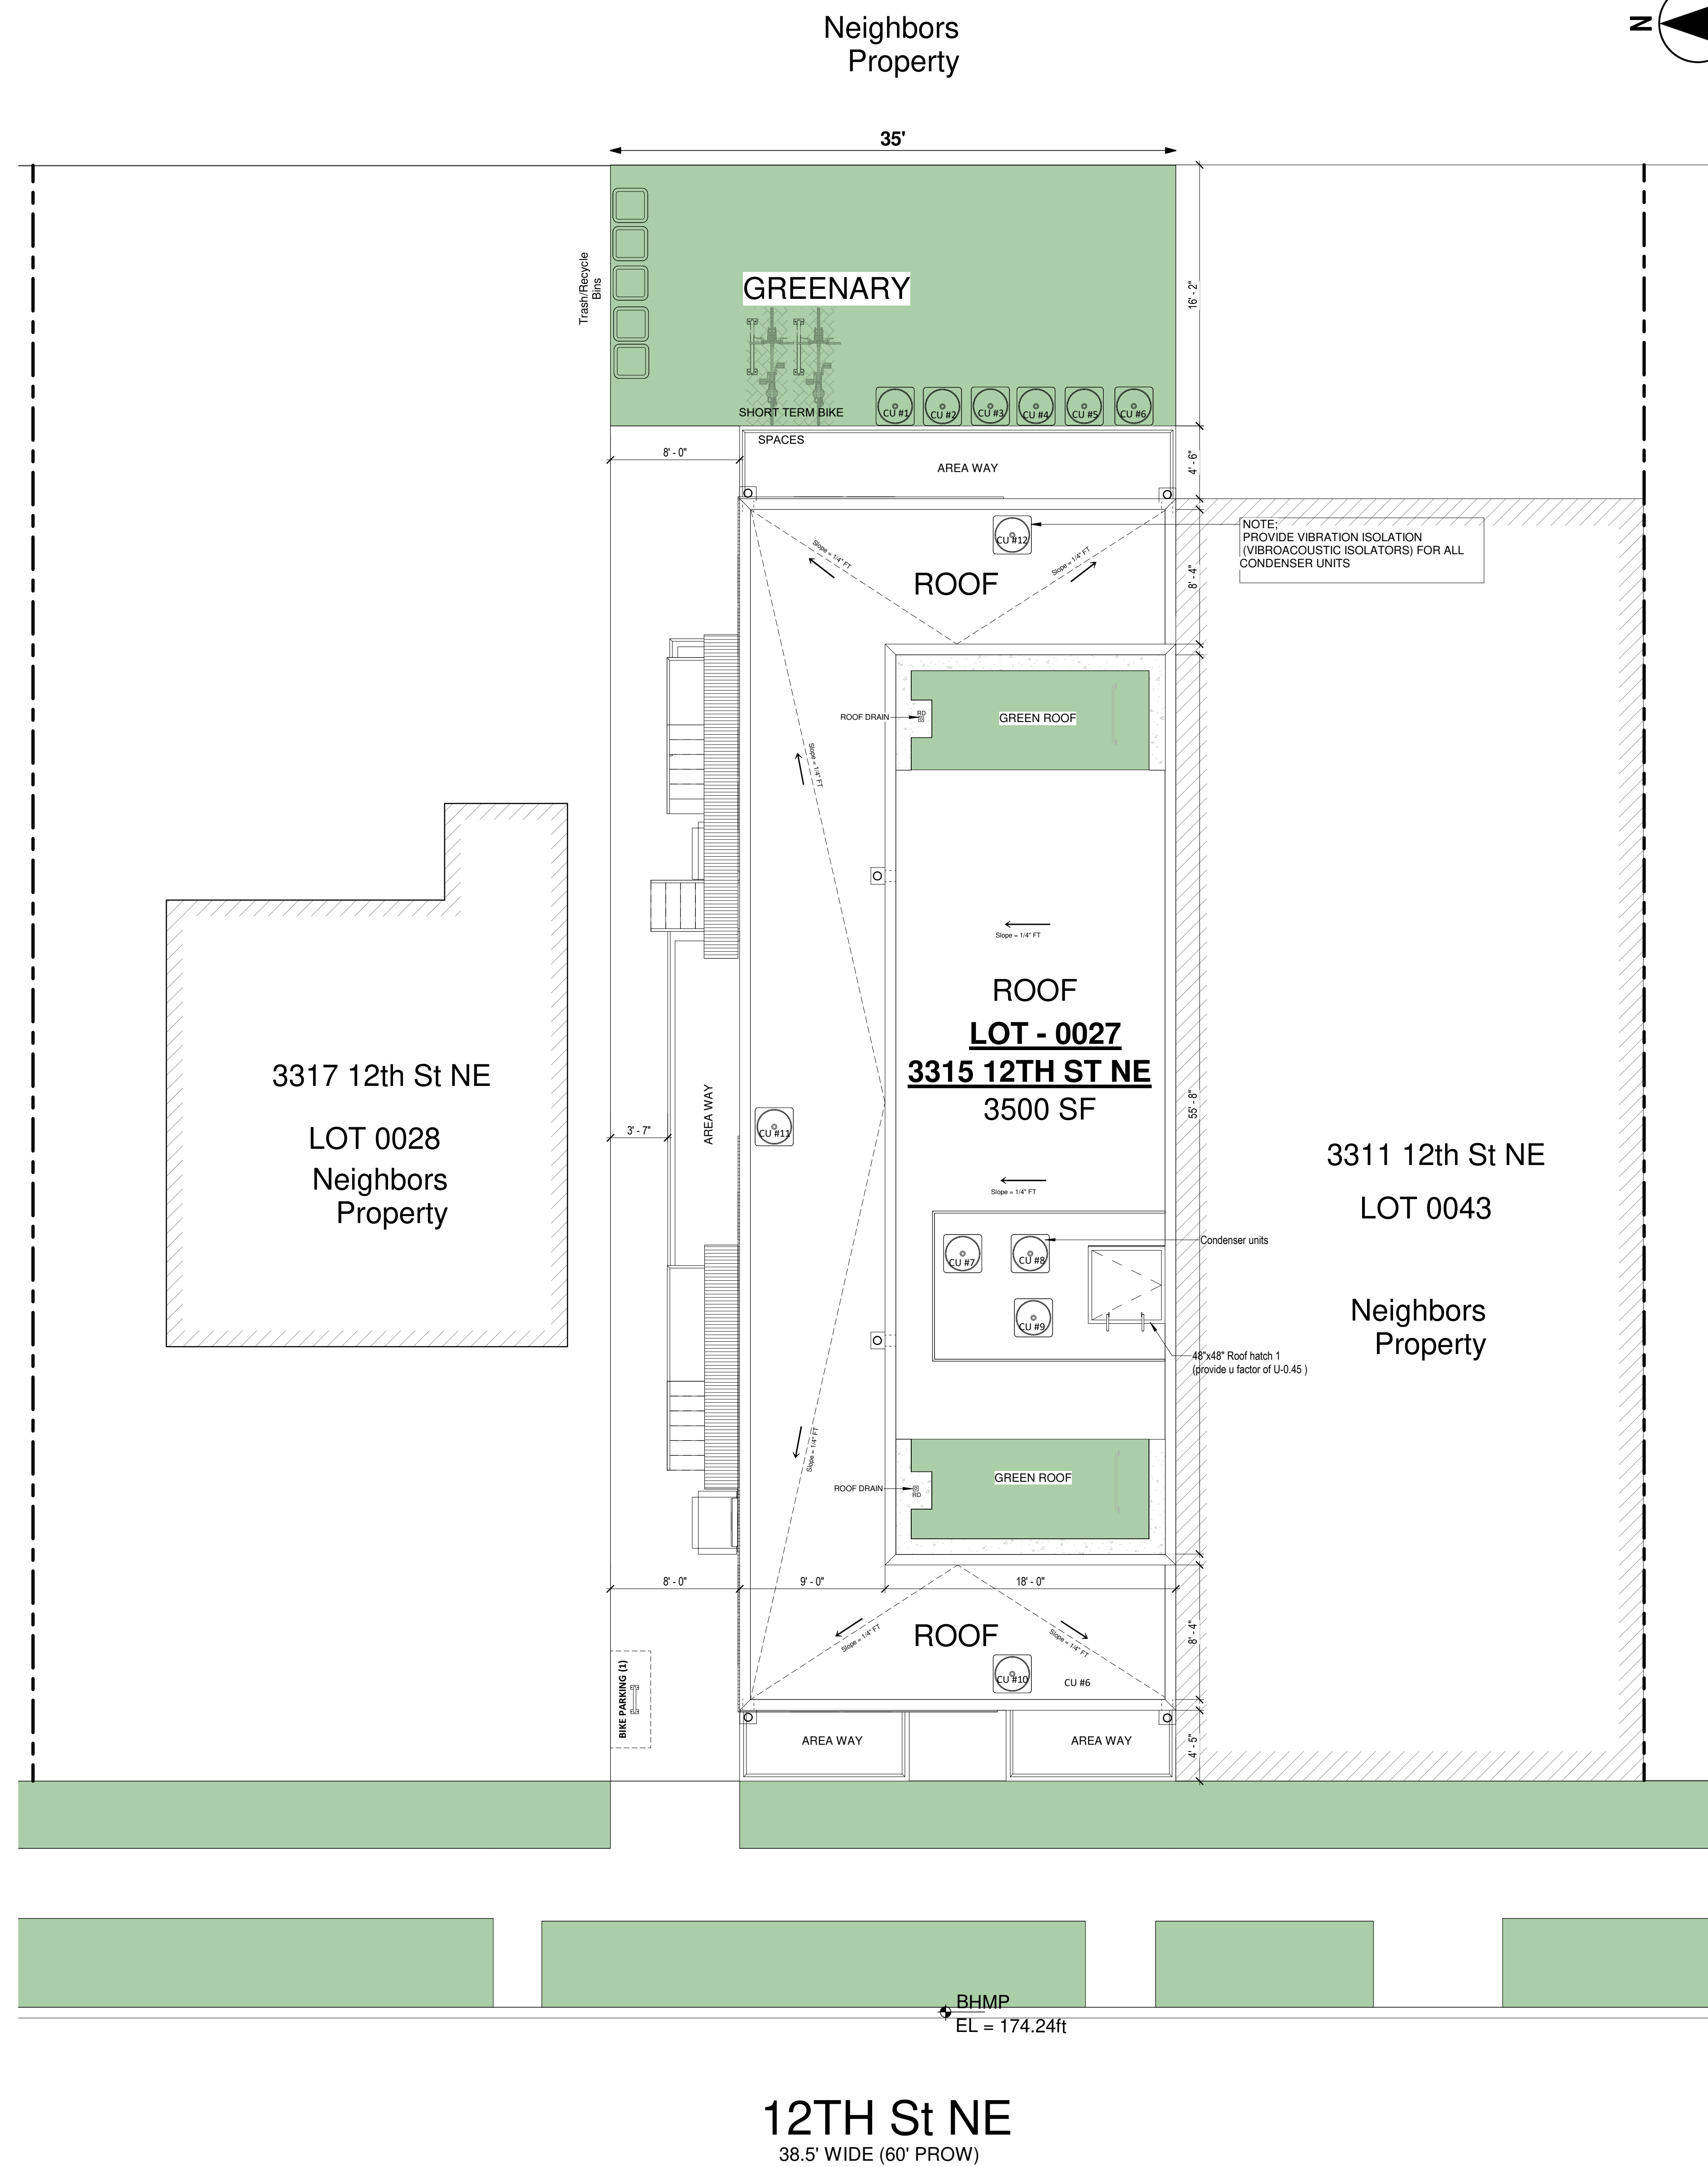 Neighbors
Property
N
35'
Trash/Recycle
Bins
GREENARY
16' - 2"
SHORT TERM BIKE
CU #1
CU #2
CU #3
CU #4
CU #5
CU #6
SPACES
8' - 0"
AREA WAY
4' - 6"
CU #12
NOTE;
PROVIDE VIBRATION ISOLATION
(VIBROACOUSTIC ISOLATORS) FOR ALL
CONDENSER UNITS
Slope = 1/4" FT
Slope = 1/4" FT
ROOF
8' - 4"
ROOF DRAIN
RD
GREEN ROOF
Slope = 1/4" FT
Slope = 1/4" FT
ROOF
LOT - 0027
3315 12TH ST NE
3500 SF
3317 12th St NE
LOT 0028
Neighbors
Property
3' - 7"
AREA WAY
CU #11
55' - 8"
3311 12th St NE
LOT 0043
Neighbors
Property
Slope = 1/4" FT
CU #7
CU #8
CU #9
Condenser units
48"x48" Roof hatch 1
(provide u factor of U-0.45 )
Slope = 1/4" FT
GREEN ROOF
ROOF DRAIN
RD
8' - 0"
9' - 0"
18' - 0"
Slope = 1/4" FT
Slope = 1/4" FT
ROOF
8' - 4"
CU #10
CU #6
BIKE PARKING (1)
AREA WAY
AREA WAY
4' - 5"
BHMP
EL = 174.24ft
12TH St NE
38.5' WIDE (60' PROW)